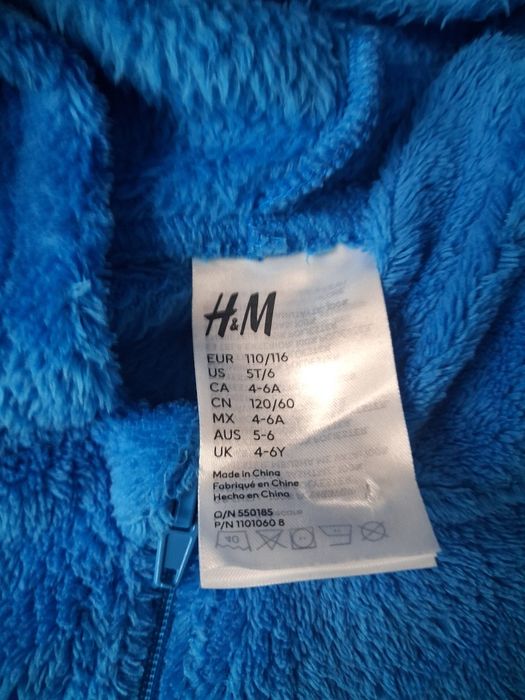 H&M
EUR 110/116
US 5T/6
CA 4-6A
CN 120/60
MX 4-6A
AUS 5-6
UK 4-6Y
Made in China
Fabriqué en Chine
Hecho en China
O/N 550185
P/N 1101060 8